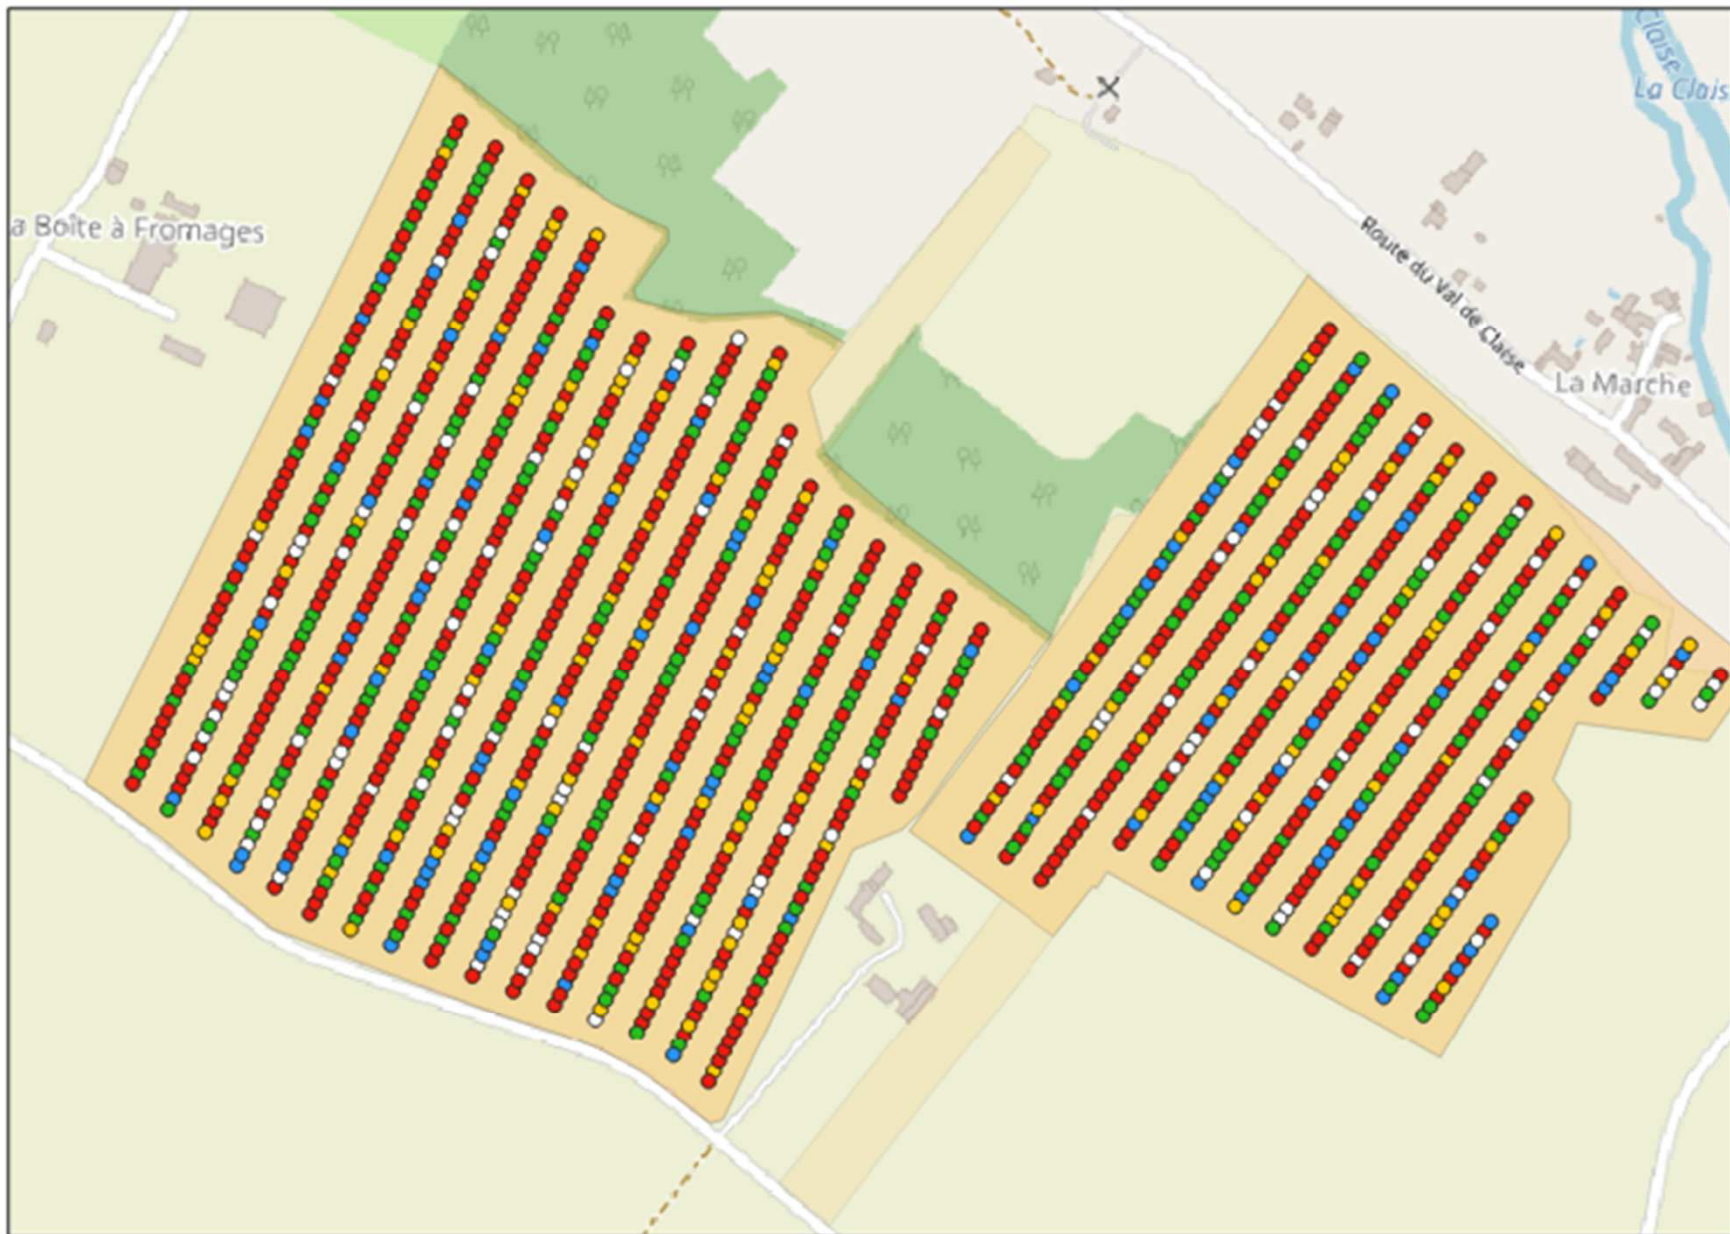 Claise
La Clais
a Boîte à Fromages
Route du Val de Claise
La Marche